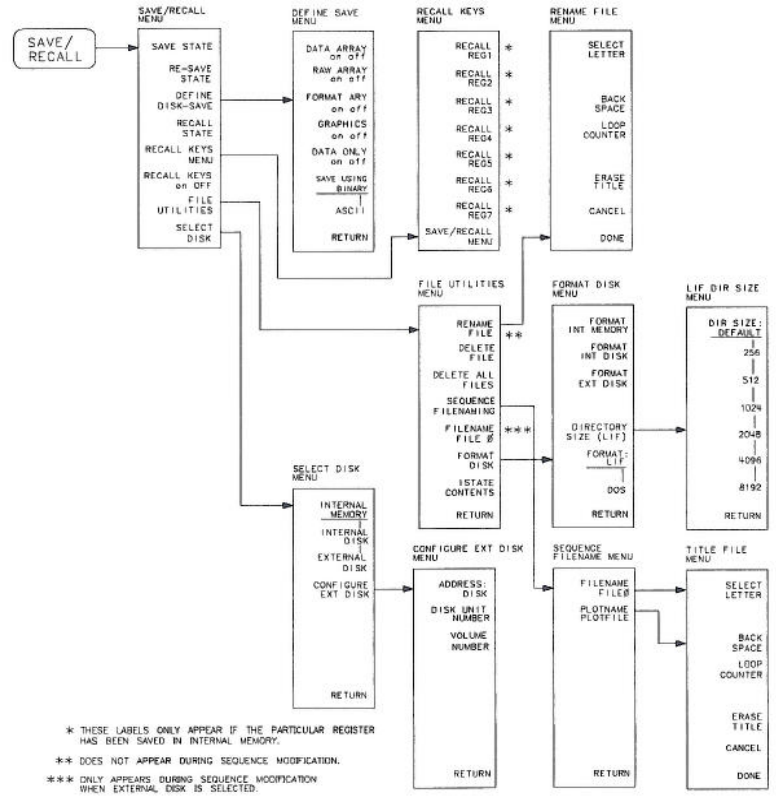 SAVE/
RECALL
SAVE/RECALL
MENU
SAVE STATE
RE-SAVE
STATE
DEFINE
DISK-SAVE
RECALL
STATE
RECALL KEYS
MENU
RECALL KEYS
on OFF
FILE
UTILITIES
SELECT
DISK
DEFINE SAVE
MENU
DATA ARRAY
on off
RAW ARRAY
on off
FORMAT ARY
on off
GRAPHICS
on off
DATA ONLY
on off
SAVE USING
BINARY
ASCII
RETURN
RECALL KEYS
MENU
RECALL *
REG1
RECALL *
REG2
RECALL *
REG3
RECALL *
REG4
RECALL *
REG5
RECALL *
REG6
RECALL *
REG7
SAVE/RECALL
MENU
RENAME FILE
MENU
SELECT
LETTER
BACK
SPACE
LOOP
COUNTER
ERASE
TITLE
CANCEL
DONE
FILE UTILITIES
MENU
RENAME
FILE **
DELETE
FILE
DELETE ALL
FILES
SEQUENCE
FILENAMING
FILENAME ***
FILE Ø
FORMAT
DISK
ISTATE
CONTENTS
RETURN
FORMAT DISK
MENU
FORMAT
INT MEMORY
FORMAT
INT DISK
FORMAT
EXT DISK
DIRECTORY
SIZE (LIF)
FORMAT:
LIF
DOS
RETURN
LIF DIR SIZE
MENU
DIR SIZE:
DEFAULT
256
512
1024
2048
4096
8192
RETURN
SELECT DISK
MENU
INTERNAL
MEMORY
INTERNAL
DISK
EXTERNAL
DISK
CONFIGURE
EXT DISK
RETURN
CONFIGURE EXT DISK
MENU
ADDRESS:
DISK
DISK UNIT
NUMBER
VOLUME
NUMBER
RETURN
SEQUENCE
FILENAME MENU
FILENAME
FILEØ
PLOTNAME
PLOTFILE
RETURN
TITLE FILE
MENU
SELECT
LETTER
BACK
SPACE
LOOP
COUNTER
ERASE
TITLE
CANCEL
DONE
* THESE LABELS ONLY APPEAR IF THE PARTICULAR REGISTER
HAS BEEN SAVED IN INTERNAL MEMORY.
** DOES NOT APPEAR DURING SEQUENCE MODIFICATION.
*** ONLY APPEARS DURING SEQUENCE MODIFICATION
WHEN EXTERNAL DISK IS SELECTED.